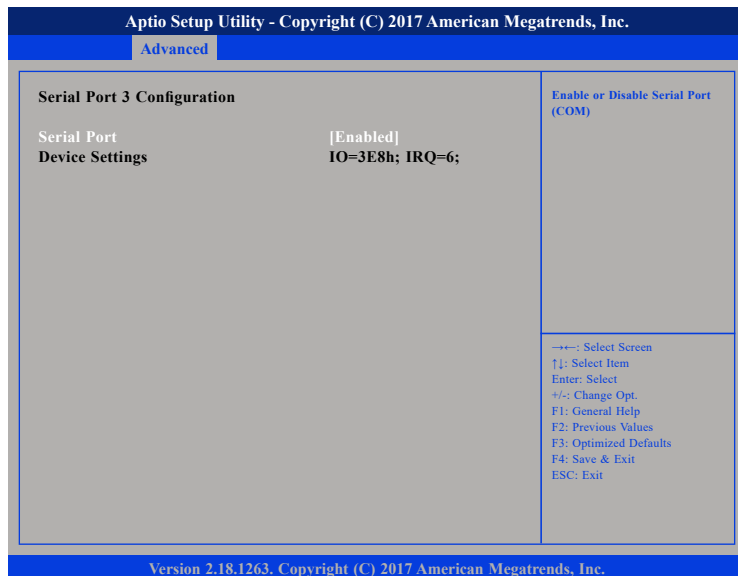 Aptio Setup Utility - Copyright (C) 2017 American Megatrends, Inc.
Advanced
Serial Port 3 Configuration
Serial Port [Enabled]
Device Settings IO=3E8h; IRQ=6;
Enable or Disable Serial Port
(COM)
→←: Select Screen
↑↓: Select Item
Enter: Select
+/-: Change Opt.
F1: General Help
F2: Previous Values
F3: Optimized Defaults
F4: Save & Exit
ESC: Exit
Version 2.18.1263. Copyright (C) 2017 American Megatrends, Inc.